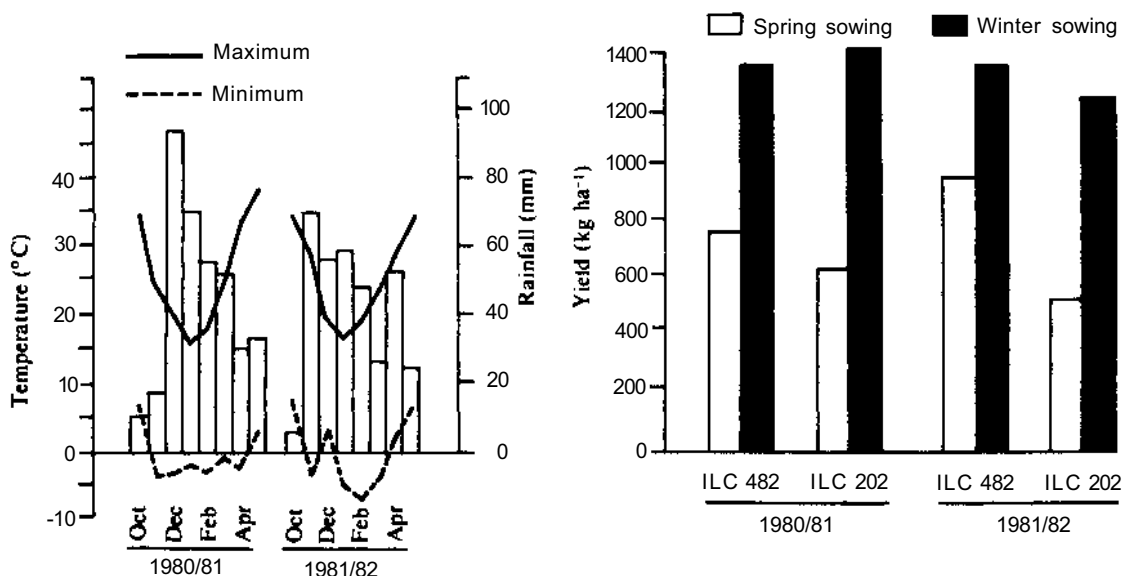 Maximum
Minimum
Temperature (°C)
40
30
20
10
0
-10
Rainfall (mm)
100
80
60
40
20
0
Oct
Dec
Feb
Apr
Oct
Dec
Feb
Apr
1980/81
1981/82
Spring sowing
Winter sowing
Yield (kg ha⁻¹)
1400
1200
1000
800
600
400
200
0
ILC 482
ILC 202
ILC 482
ILC 202
1980/81
1981/82